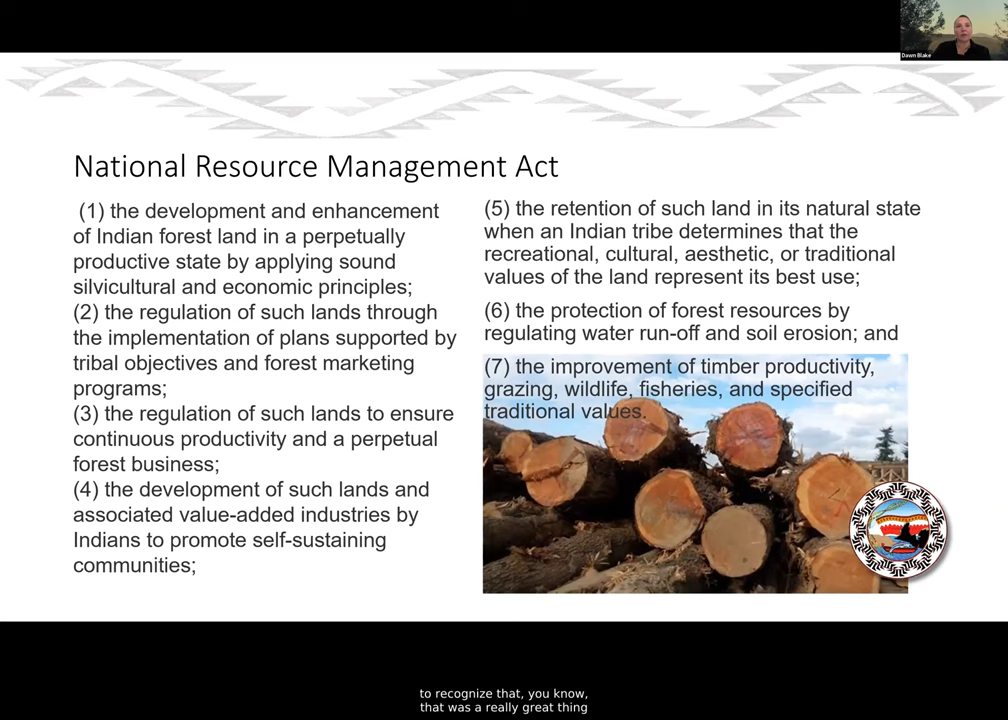 Dawn Blake
National Resource Management Act
(1) the development and enhancement
of Indian forest land in a perpetually
productive state by applying sound
silvicultural and economic principles;
(2) the regulation of such lands through
the implementation of plans supported by
tribal objectives and forest marketing
programs;
(3) the regulation of such lands to ensure
continuous productivity and a perpetual
forest business;
(4) the development of such lands and
associated value-added industries by
Indians to promote self-sustaining
communities;
(5) the retention of such land in its natural state
when an Indian tribe determines that the
recreational, cultural, aesthetic, or traditional
values of the land represent its best use;
(6) the protection of forest resources by
regulating water run-off and soil erosion; and
(7) the improvement of timber productivity,
grazing, wildlife, fisheries, and specified
traditional values.
to recognize that, you know,
that was a really great thing